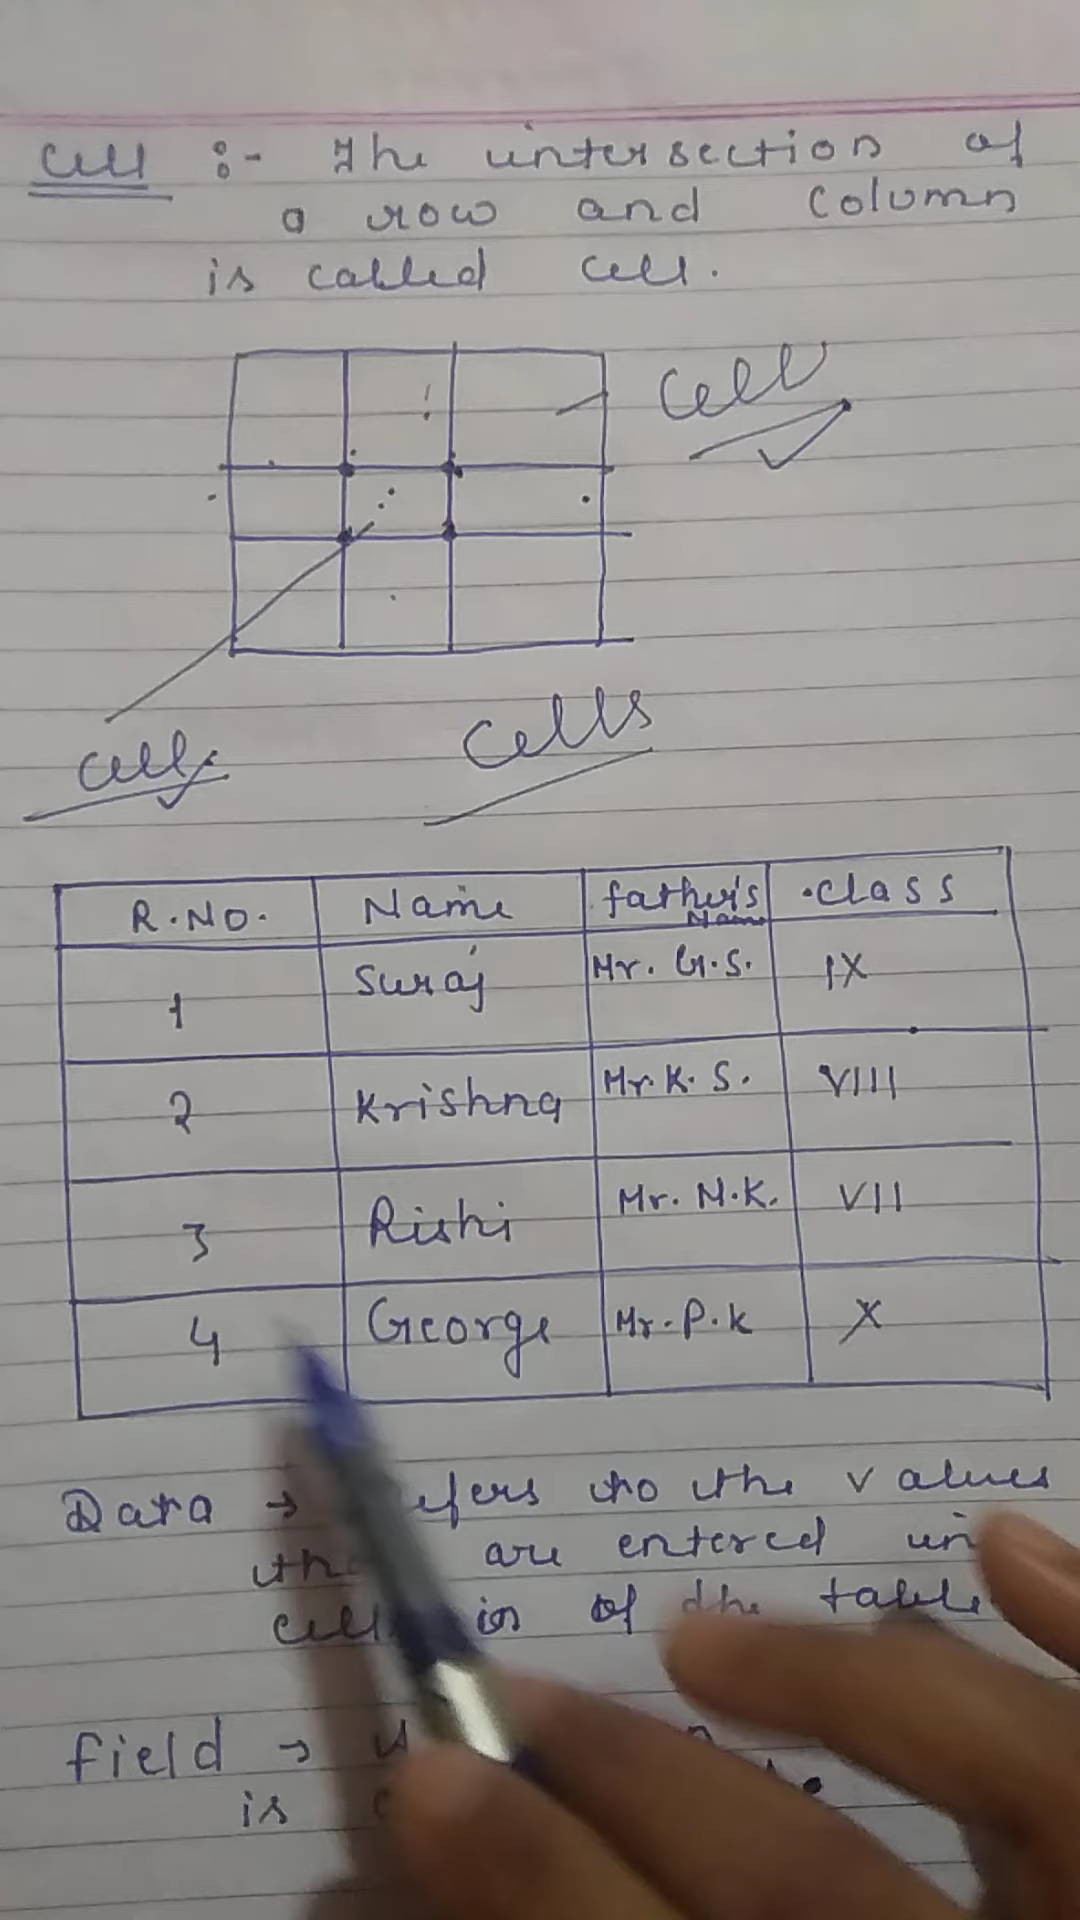 Cell :- The intersection of
a row and Column
is called cell.
Cell
Cells
Cells
R.NO. Name father's Name class
1 Suraj Mr. G.S. IX
2 Krishna Mr. K. S. VIII
3 Rishi Mr. N.K. VII
4 George Mr. P.K X
Data → to the values
are entered in
of the table
field →
is